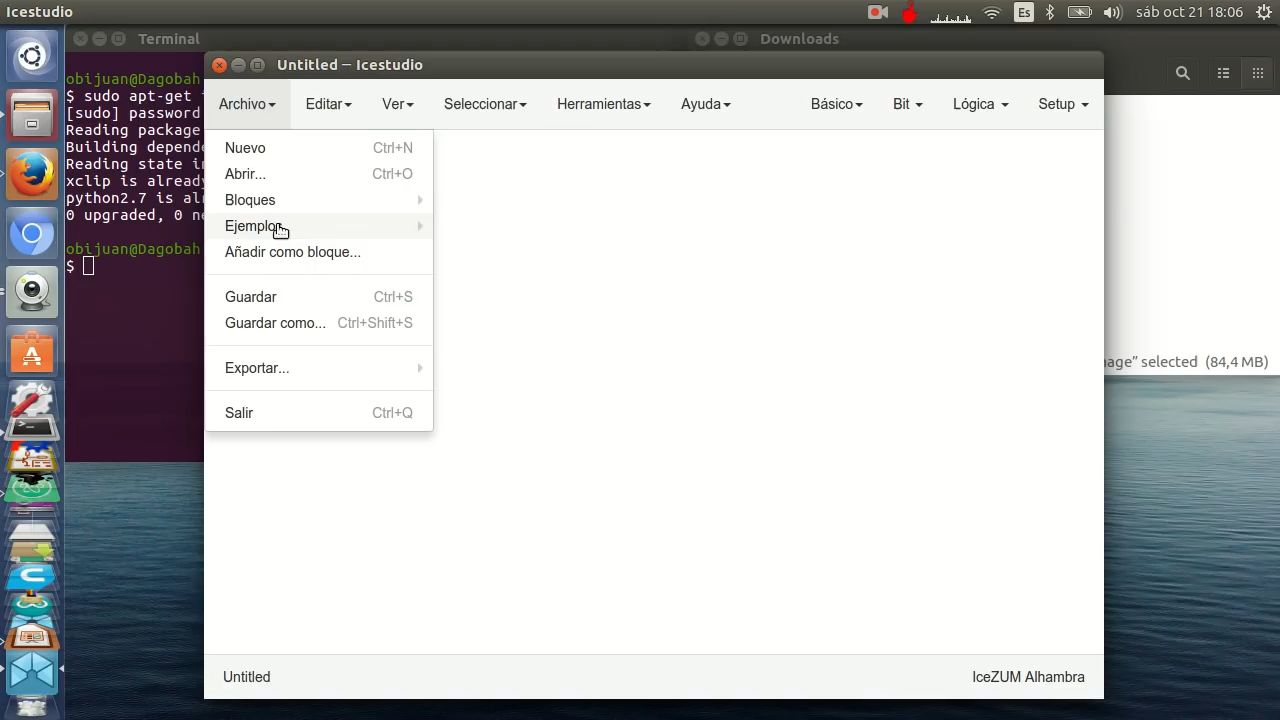 Icestudio
Es
sáb oct 21 18:06
Terminal
Downloads
obijuan@Dagobah
$ sudo apt-get
[sudo] password
Reading package
Building depend
Reading state
xclip is already
python2.7 is al
0 upgraded, 0
obijuan@Dagobah
$
Untitled – Icestudio
Archivo
Editar
Ver
Seleccionar
Herramientas
Ayuda
Básico
Bit
Lógica
Setup
Nuevo Ctrl+N
Abrir... Ctrl+O
Bloques
Ejemplos
Añadir como bloque...
Guardar Ctrl+S
Guardar como... Ctrl+Shift+S
Exportar...
Salir Ctrl+Q
age” selected (84,4 MB)
Untitled
IceZUM Alhambra